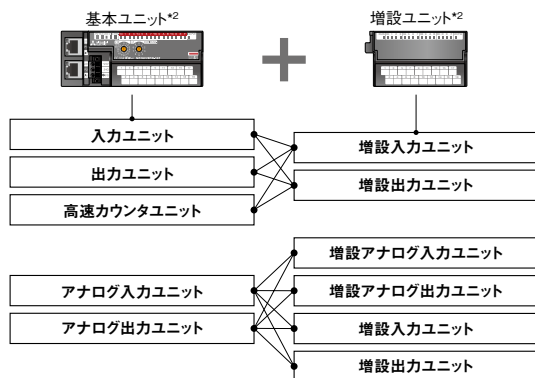 基本ユニット*2
増設ユニット*2
入力ユニット
出力ユニット
高速カウンタユニット
増設入力ユニット
増設出力ユニット
アナログ入力ユニット
アナログ出力ユニット
増設アナログ入力ユニット
増設アナログ出力ユニット
増設入力ユニット
増設出力ユニット